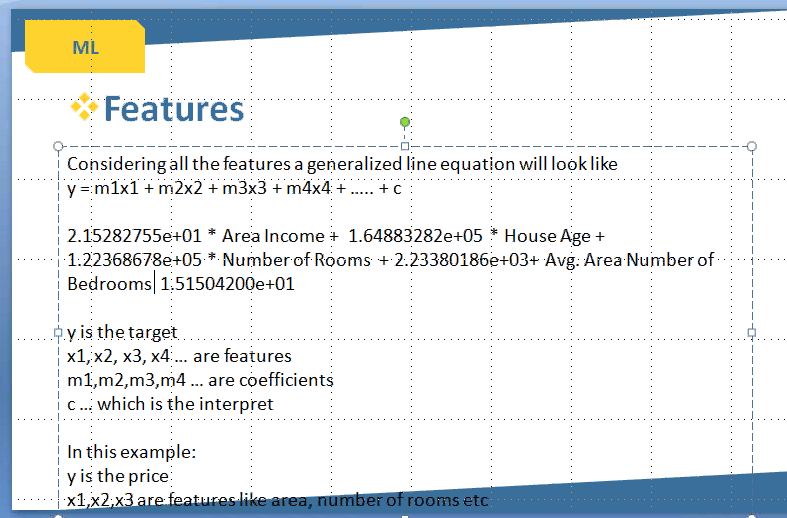 ML
Features
Considering all the features a generalized line equation will look like
y = m1x1 + m2x2 + m3x3 + m4x4 + ..... + c
2.15282755e+01 * Area Income + 1.64883282e+05 * House Age +
1.22368678e+05 * Number of Rooms + 2.23380186e+03+ Avg. Area Number of
Bedrooms 1.51504200e+01
y is the target
x1, x2, x3, x4 ... are features
m1,m2,m3,m4 ... are coefficients
c ... which is the interpret
In this example:
y is the price
x1,x2,x3 are features like area, number of rooms etc